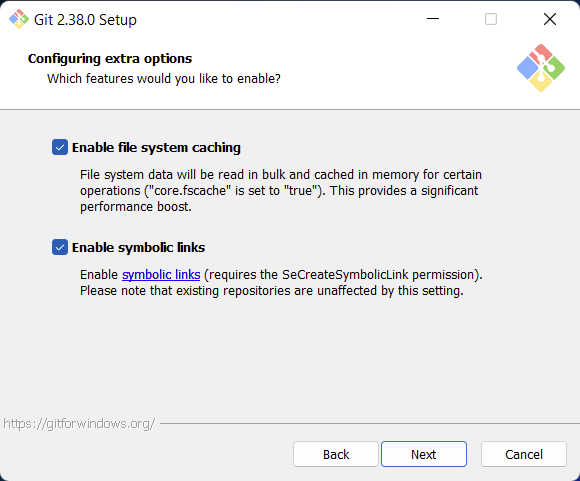 Git 2.38.0 Setup
Configuring extra options
Which features would you like to enable?
Enable file system caching
File system data will be read in bulk and cached in memory for certain
operations ("core.fscache" is set to "true"). This provides a significant
performance boost.
Enable symbolic links
Enable symbolic links (requires the SeCreateSymbolicLink permission).
Please note that existing repositories are unaffected by this setting.
https://gitforwindows.org/
Back
Next
Cancel